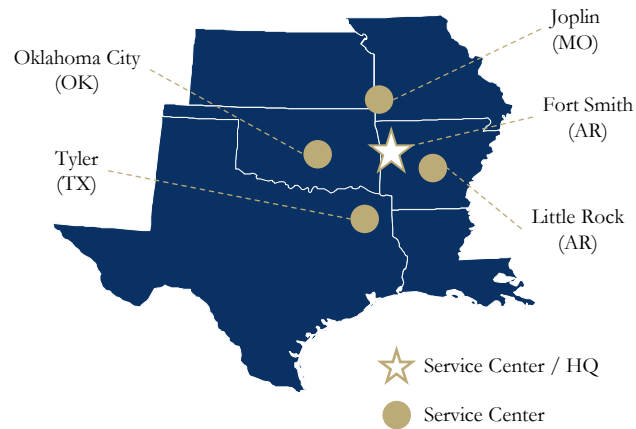 Joplin
(MO)
Oklahoma City
(OK)
Fort Smith
(AR)
Tyler
(TX)
Little Rock
(AR)
Service Center / HQ
Service Center